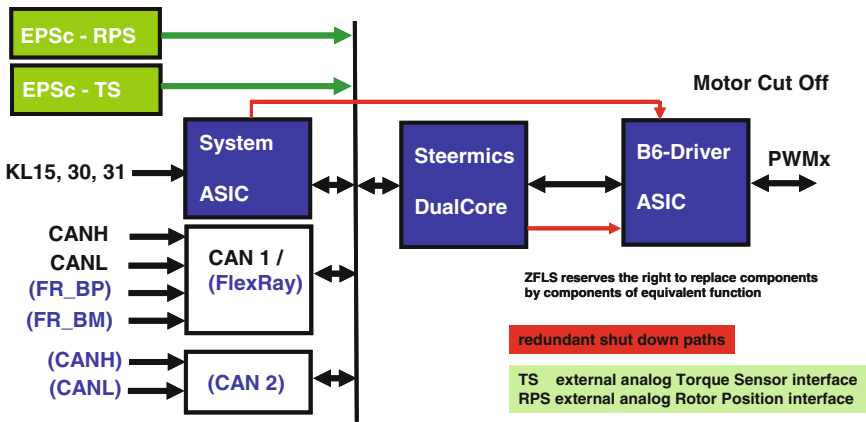 EPSc - RPS
EPSc - TS
Motor Cut Off
System
ASIC
KL15, 30, 31
Steermics
DualCore
B6-Driver
ASIC
PWMx
CANH
CANL
(FR_BP)
(FR_BM)
CAN 1 /
(FlexRay)
(CANH)
(CANL)
(CAN 2)
ZFLS reserves the right to replace components
by components of equivalent function
redundant shut down paths
TS external analog Torque Sensor interface
RPS external analog Rotor Position interface